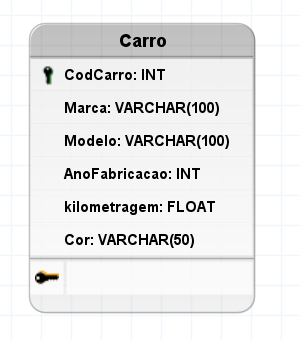 Carro
CodCarro: INT
Marca: VARCHAR(100)
Modelo: VARCHAR(100)
AnoFabricacao: INT
kilometragem: FLOAT
Cor: VARCHAR(50)